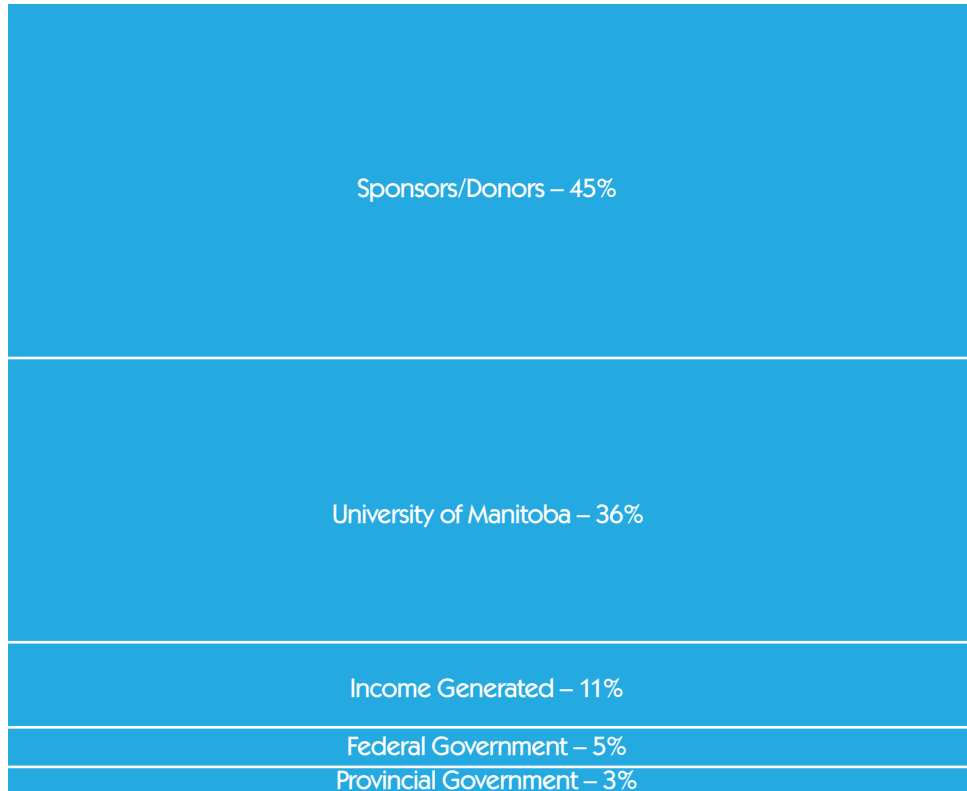 Sponsors/Donors – 45%
University of Manitoba – 36%
Income Generated – 11%
Federal Government – 5%
Provincial Government – 3%